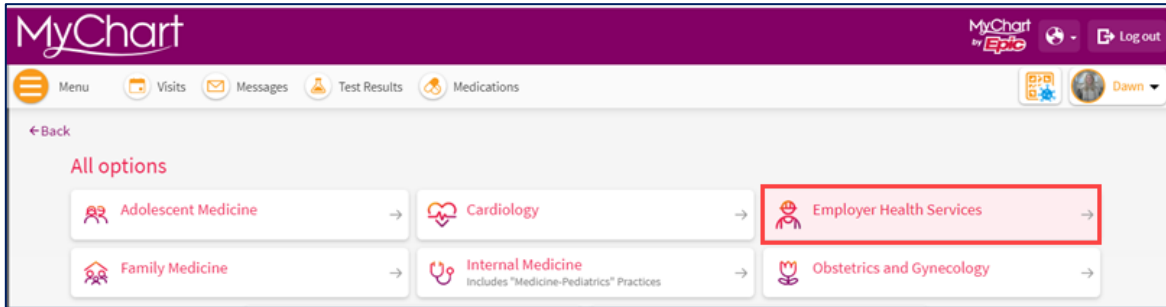 MyChart
MyChart
by Epic
Log out
Menu
Visits
Messages
Test Results
Medications
Dawn
←Back
All options
Adolescent Medicine
Cardiology
Employer Health Services
Family Medicine
Internal Medicine
Includes "Medicine-Pediatrics" Practices
Obstetrics and Gynecology